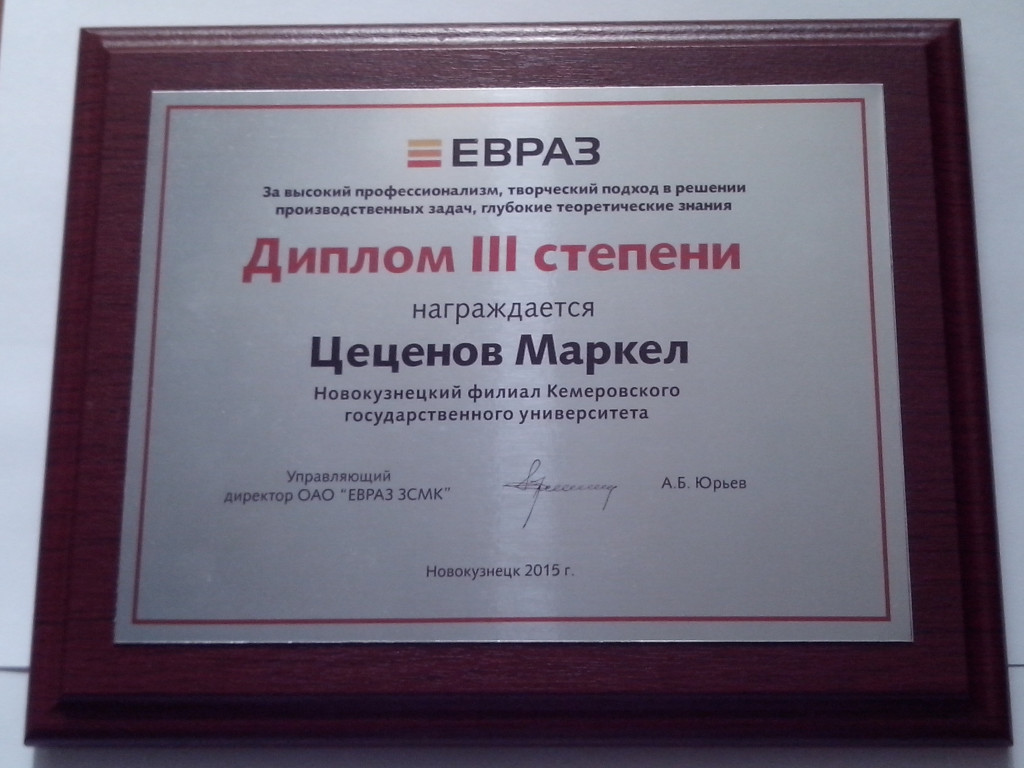 ЕВРАЗ
За высокий профессионализм, творческий подход в решении
производственных задач, глубокие теоретические знания
Диплом III степени
награждается
Цеценов Маркел
Новокузнецкий филиал Кемеровского
государственного университета
Управляющий
директор ОАО "ЕВРАЗ ЗСМК"
А.Б. Юрьев
Новокузнецк 2015 г.